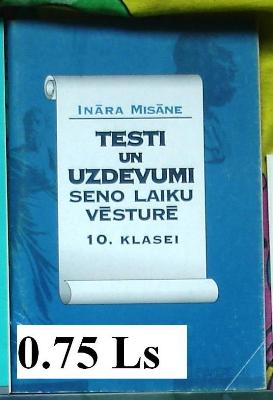 Ināra Misāne
TESTI
UN
UZDEVUMI
SENO LAIKU
VĒSTURĒ
10. KLASEI
0.75 Ls